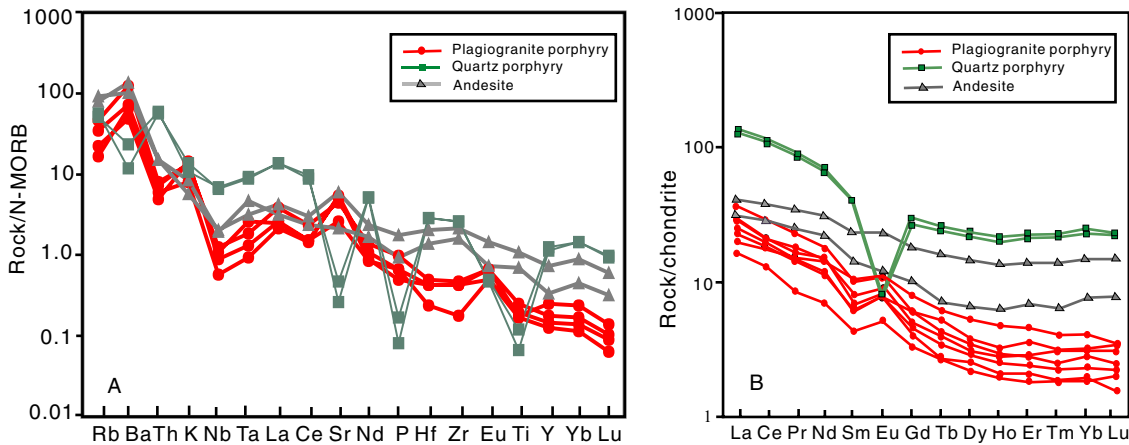 1000
100
10
1.0
0.1
0.01
Rock/N-MORB
Plagiogranite porphyry
Quartz porphyry
Andesite
A
Rb Ba Th K Nb Ta La Ce Sr Nd P Hf Zr Eu Ti Y Yb Lu
1000
100
10
1
Rock/chondrite
Plagiogranite porphyry
Quartz porphyry
Andesite
B
La Ce Pr Nd Sm Eu Gd Tb Dy Ho Er Tm Yb Lu